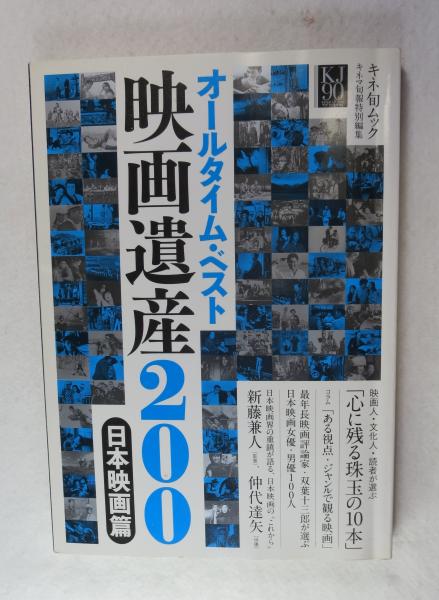 キネ旬ムック
キネマ旬報特別編集
KJ
90
オールタイム・ベスト
映画遺産200
日本映画篇
映画人・文化人・読者が選ぶ
「心に残る珠玉の10本」
コラム「ある視点・ジャンルで観る映画」
最年長映画評論家・双葉十三郎が選ぶ
日本映画女優・男優100人
日本映画界の重鎮が語る、日本映画の“これから”
新藤兼人[監督]、仲代達矢[俳優]